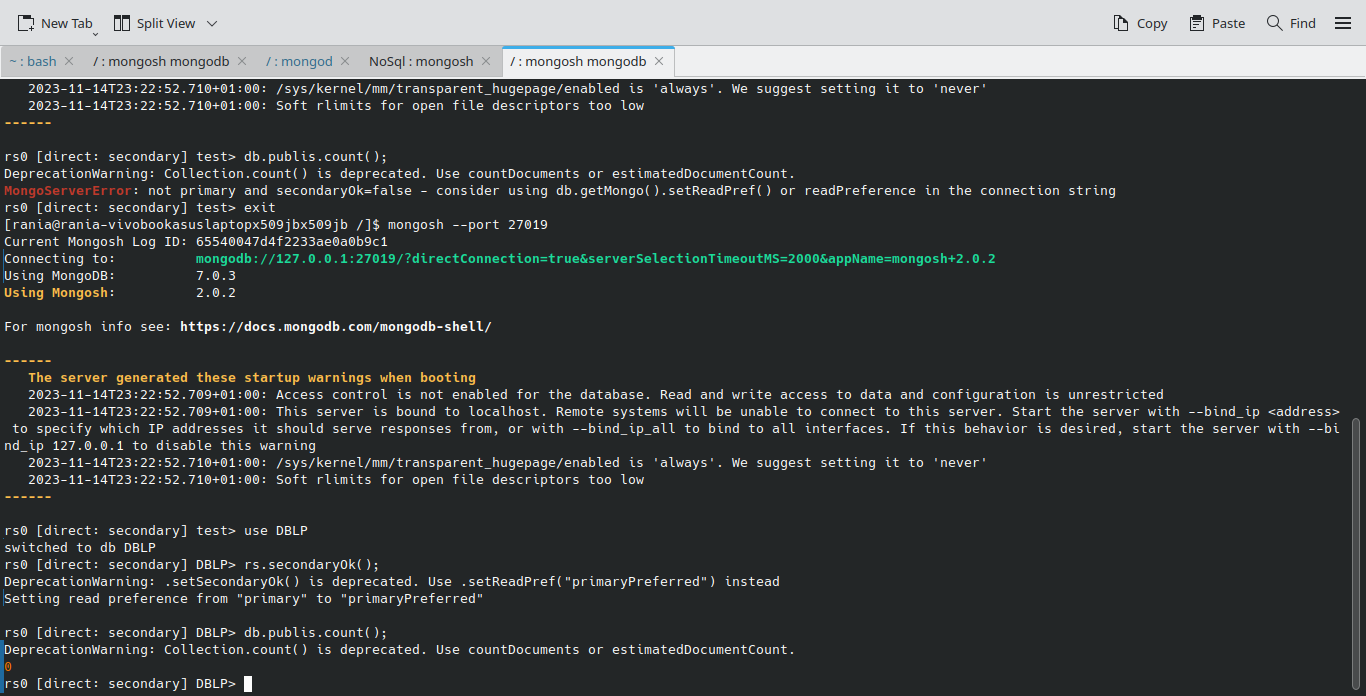 New Tab Split View Copy Paste Find
~ : bash / : mongosh mongodb / : mongod NoSql : mongosh / : mongosh mongodb
2023-11-14T23:22:52.710+01:00: /sys/kernel/mm/transparent_hugepage/enabled is 'always'. We suggest setting it to 'never'
2023-11-14T23:22:52.710+01:00: Soft rlimits for open file descriptors too low
------
rs0 [direct: secondary] test> db.publis.count();
DeprecationWarning: Collection.count() is deprecated. Use countDocuments or estimatedDocumentCount.
MongoServerError: not primary and secondaryOk=false - consider using db.getMongo().setReadPref() or readPreference in the connection string
rs0 [direct: secondary] test> exit
[rania@rania-vivobookasuslaptopx509jbx509jb /]$ mongosh --port 27019
Current Mongosh Log ID: 65540047d4f2233ae0a0b9c1
Connecting to: mongodb://127.0.0.1:27019/?directConnection=true&serverSelectionTimeoutMS=2000&appName=mongosh+2.0.2
Using MongoDB: 7.0.3
Using Mongosh: 2.0.2
For mongosh info see: https://docs.mongodb.com/mongodb-shell/
------
The server generated these startup warnings when booting
2023-11-14T23:22:52.709+01:00: Access control is not enabled for the database. Read and write access to data and configuration is unrestricted
2023-11-14T23:22:52.709+01:00: This server is bound to localhost. Remote systems will be unable to connect to this server. Start the server with --bind_ip <address>
to specify which IP addresses it should serve responses from, or with --bind_ip_all to bind to all interfaces. If this behavior is desired, start the server with --bi
nd_ip 127.0.0.1 to disable this warning
2023-11-14T23:22:52.710+01:00: /sys/kernel/mm/transparent_hugepage/enabled is 'always'. We suggest setting it to 'never'
2023-11-14T23:22:52.710+01:00: Soft rlimits for open file descriptors too low
------
rs0 [direct: secondary] test> use DBLP
switched to db DBLP
rs0 [direct: secondary] DBLP> rs.secondaryOk();
DeprecationWarning: .setSecondaryOk() is deprecated. Use .setReadPref("primaryPreferred") instead
Setting read preference from "primary" to "primaryPreferred"
rs0 [direct: secondary] DBLP> db.publis.count();
DeprecationWarning: Collection.count() is deprecated. Use countDocuments or estimatedDocumentCount.
0
rs0 [direct: secondary] DBLP>